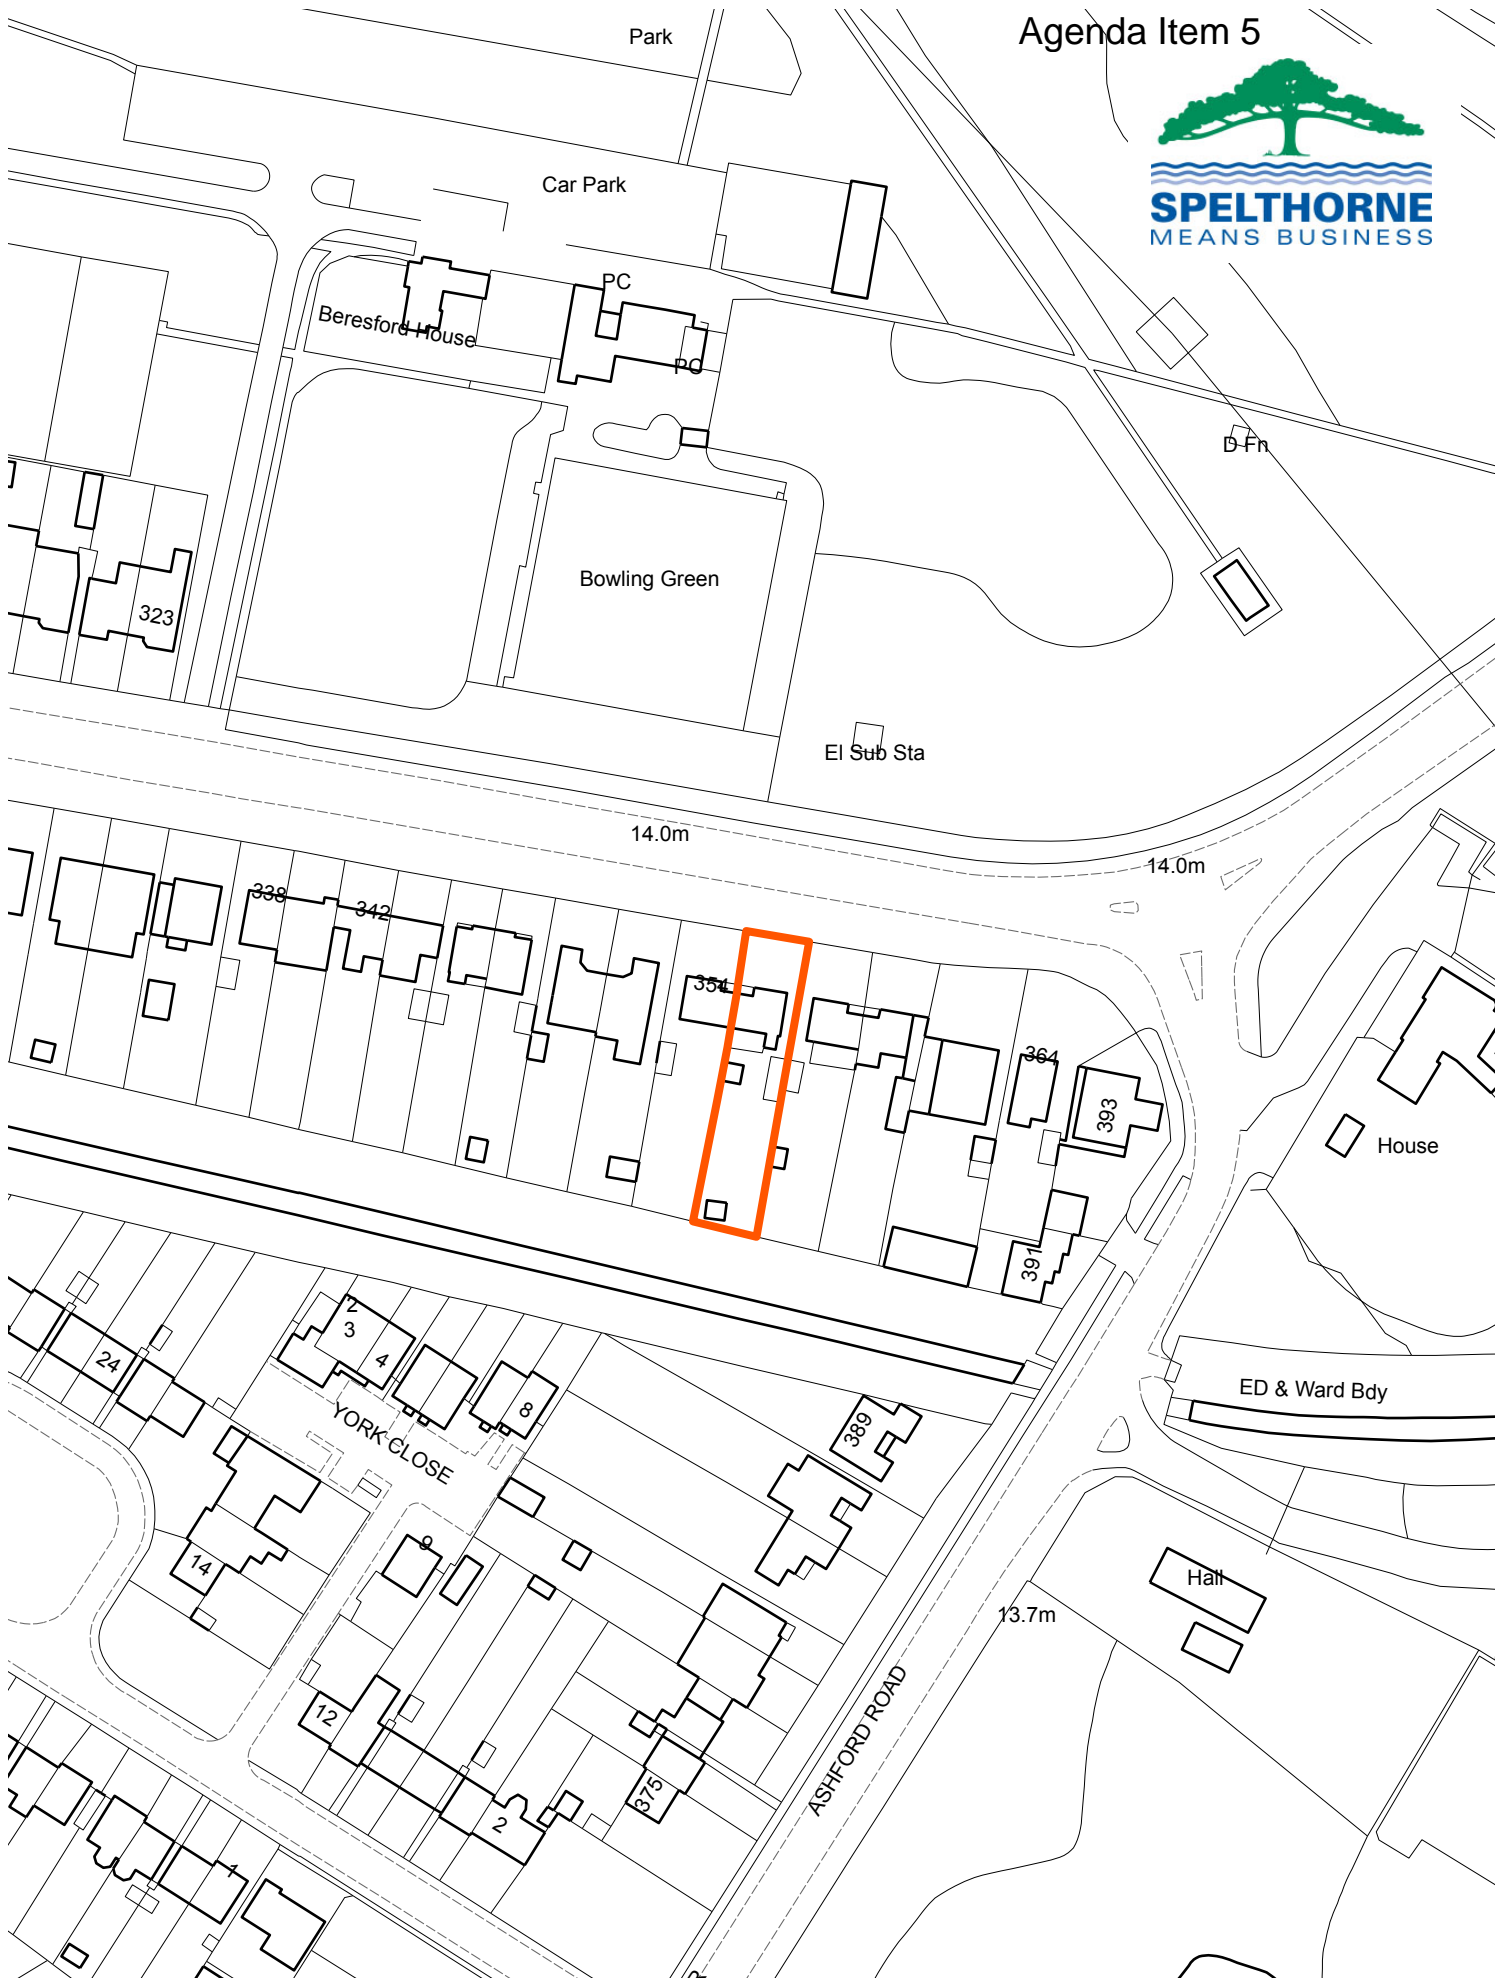 Agenda Item 5
Park
SPELTHORNE
MEANS BUSINESS
Car Park
PC
Beresford House
PC
D Fn
Bowling Green
323
El Sub Sta
14.0m
14.0m
338
342
354
364
393
House
391
2
3
4
24
8
YORK CLOSE
389
ED & Ward Bdy
9
14
Hall
13.7m
12
ASHFORD ROAD
375
2
1